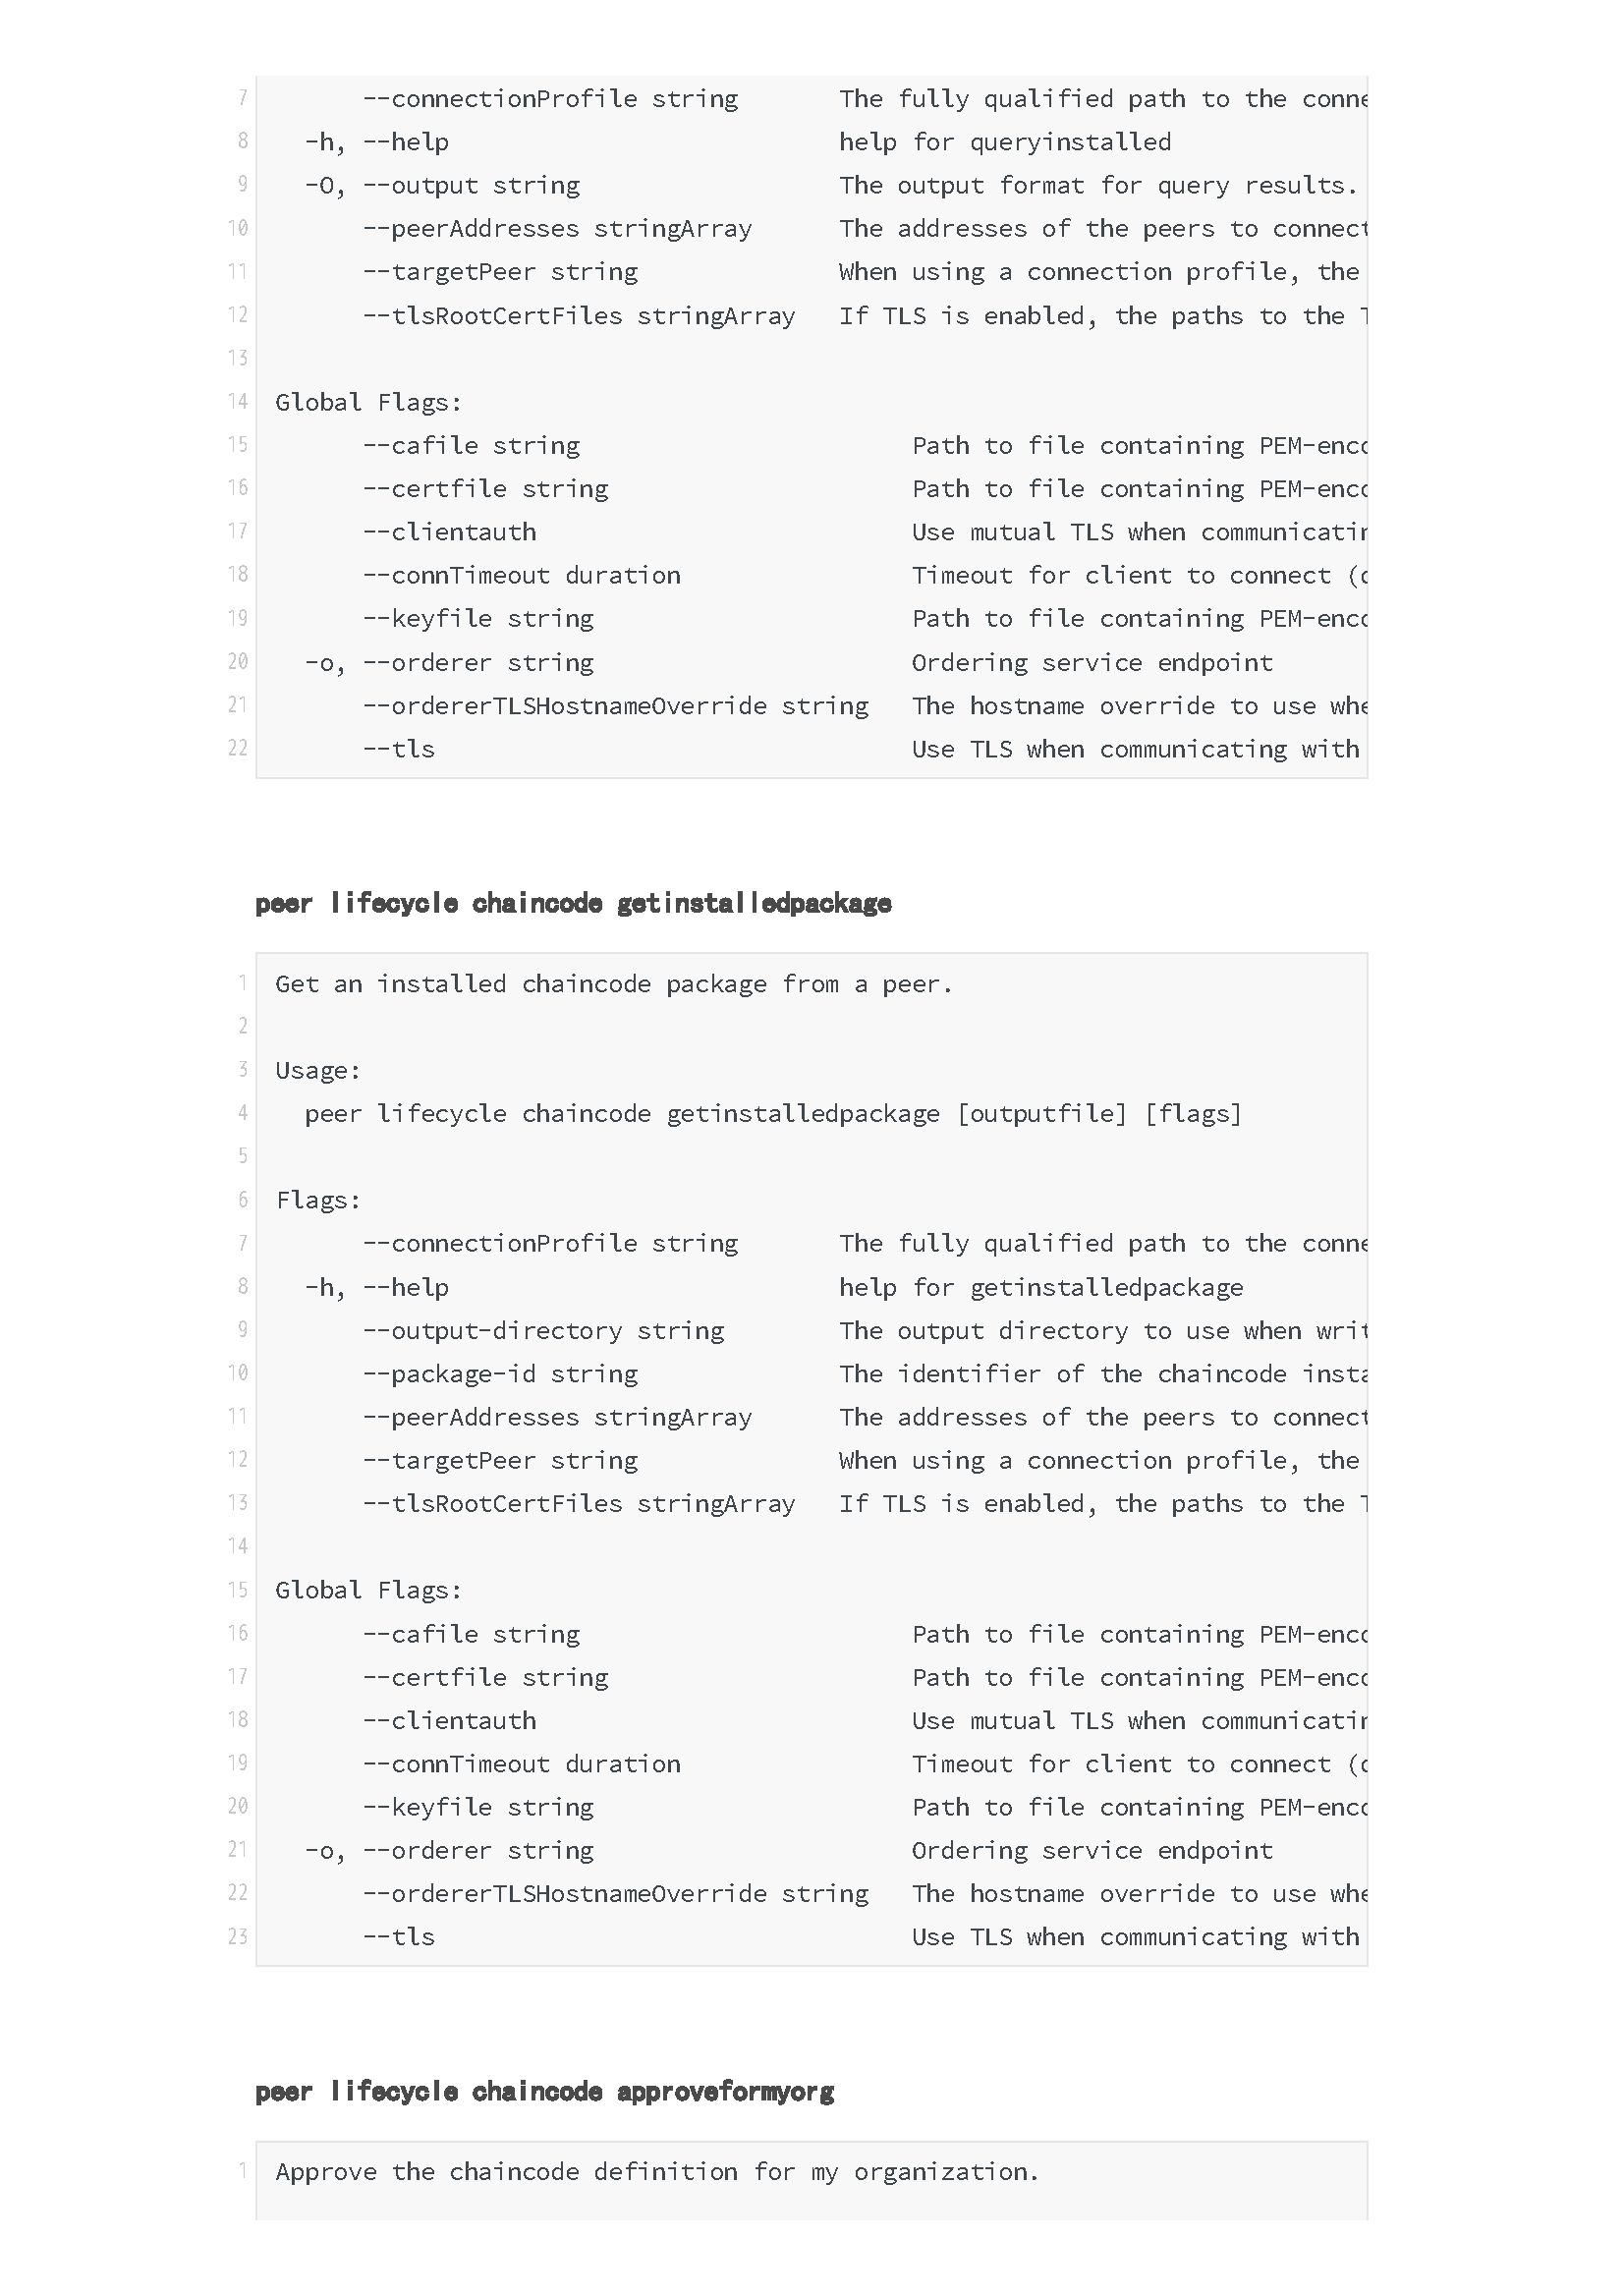 7 --connectionProfile string The fully qualified path to the conne
8 -h, --help help for queryinstalled
9 -O, --output string The output format for query results.
10 --peerAddresses stringArray The addresses of the peers to connect
11 --targetPeer string When using a connection profile, the
12 --tlsRootCertFiles stringArray If TLS is enabled, the paths to the
13
14 Global Flags:
15 --cafile string Path to file containing PEM-enco
16 --certfile string Path to file containing PEM-enco
17 --clientauth Use mutual TLS when communicatin
18 --connTimeout duration Timeout for client to connect (d
19 --keyfile string Path to file containing PEM-enco
20 -o, --orderer string Ordering service endpoint
21 --ordererTLSHostnameOverride string The hostname override to use whe
22 --tls Use TLS when communicating with
peer lifecycle chaincode getinstalledpackage
1 Get an installed chaincode package from a peer.
2
3 Usage:
4 peer lifecycle chaincode getinstalledpackage [outputfile] [flags]
5
6 Flags:
7 --connectionProfile string The fully qualified path to the conne
8 -h, --help help for getinstalledpackage
9 --output-directory string The output directory to use when writ
10 --package-id string The identifier of the chaincode insta
11 --peerAddresses stringArray The addresses of the peers to connect
12 --targetPeer string When using a connection profile, the
13 --tlsRootCertFiles stringArray If TLS is enabled, the paths to the
14
15 Global Flags:
16 --cafile string Path to file containing PEM-enco
17 --certfile string Path to file containing PEM-enco
18 --clientauth Use mutual TLS when communicatin
19 --connTimeout duration Timeout for client to connect (d
20 --keyfile string Path to file containing PEM-enco
21 -o, --orderer string Ordering service endpoint
22 --ordererTLSHostnameOverride string The hostname override to use whe
23 --tls Use TLS when communicating with
peer lifecycle chaincode approveformyorg
1 Approve the chaincode definition for my organization.